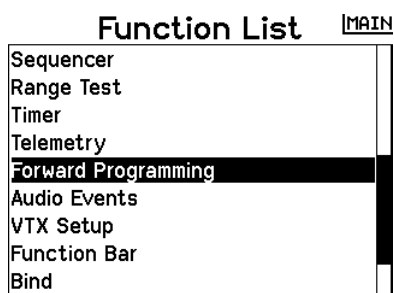 Function List
MAIN
Sequencer
Range Test
Timer
Telemetry
Forward Programming
Audio Events
VTX Setup
Function Bar
Bind